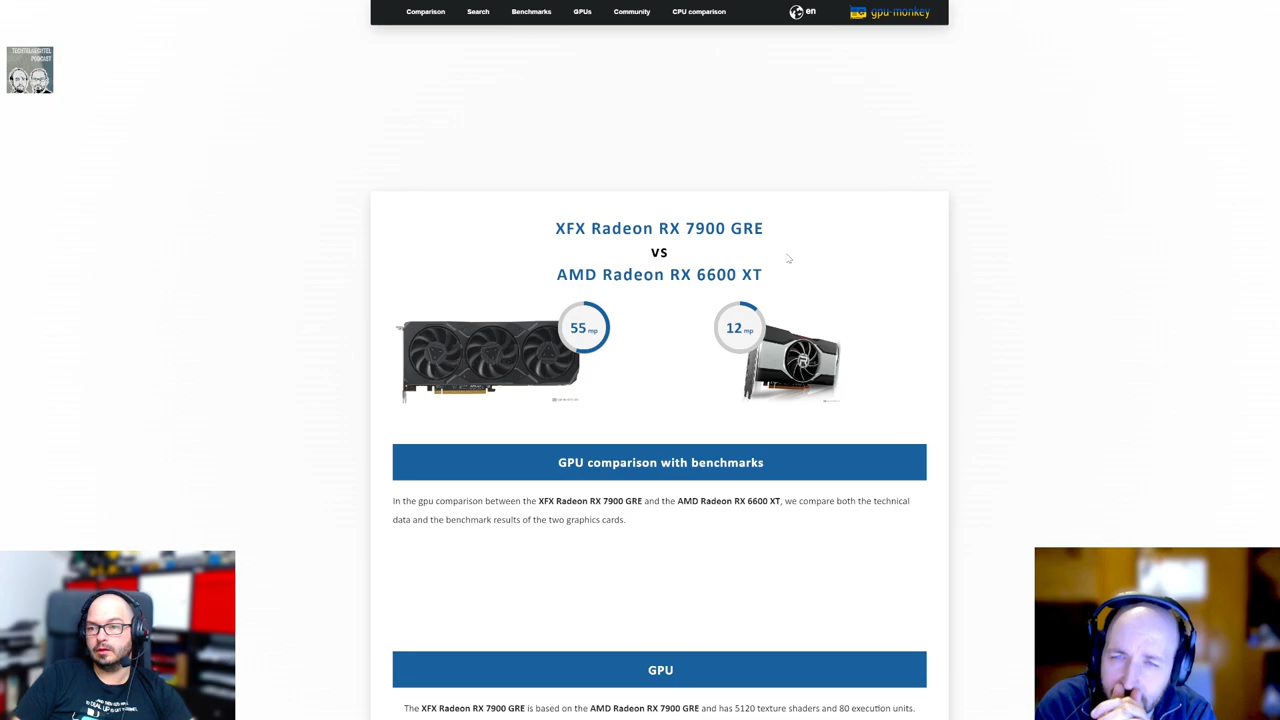 Comparison Search Benchmarks GPUs Community CPU comparison en gpu-monkey
TECHTELMECHTEL
PODCAST
XFX Radeon RX 7900 GRE
VS
AMD Radeon RX 6600 XT
55 mp
12 mp
GPU comparison with benchmarks
In the gpu comparison between the XFX Radeon RX 7900 GRE and the AMD Radeon RX 6600 XT, we compare both the technical
data and the benchmark results of the two graphics cards.
GPU
The XFX Radeon RX 7900 GRE is based on the AMD Radeon RX 7900 GRE and has 5120 texture shaders and 80 execution units.